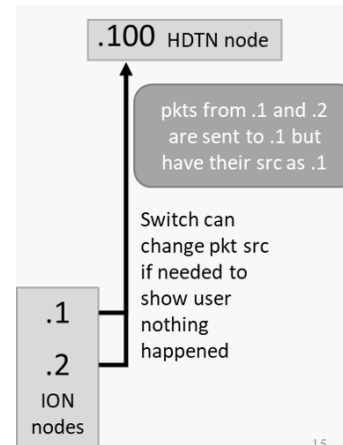 .100 HDTN node
pkts from .1 and .2
are sent to .1 but
have their src as .1
Switch can
change pkt src
if needed to
show user
nothing
happened
.1
.2
ION
nodes
15